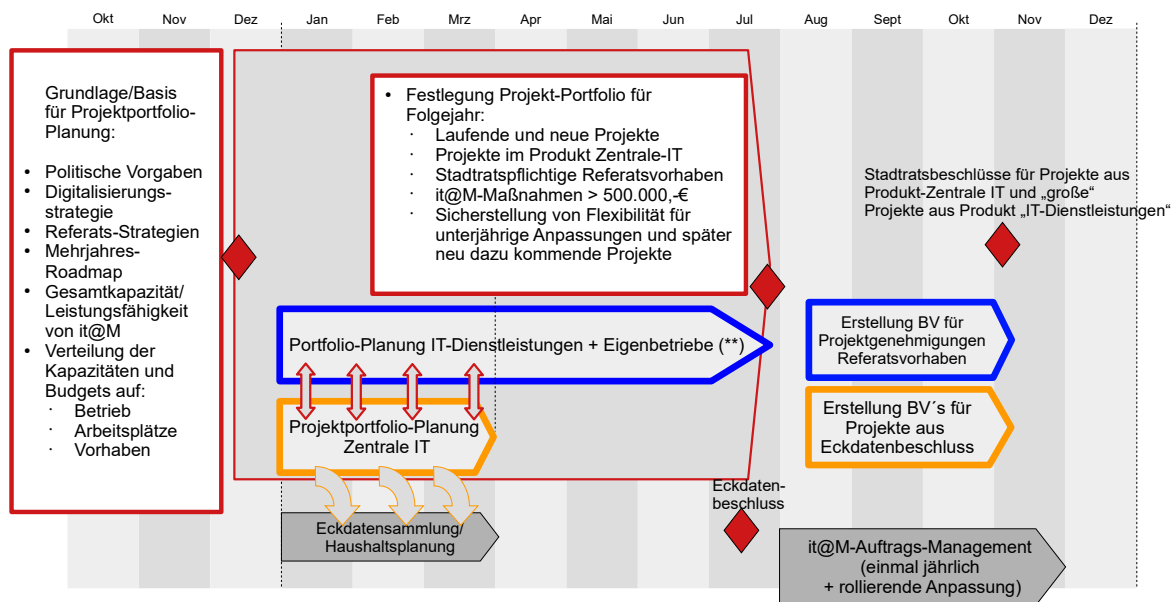 Okt Nov Dez Jan Feb Mrz Apr Mai Jun Jul Aug Sept Okt Nov Dez
Grundlage/Basis
für Projektportfolio-
Planung:
• Politische Vorgaben
• Digitalisierungs-
strategie
• Referats-Strategien
• Mehrjahres-
Roadmap
• Gesamtkapazität/
Leistungsfähigkeit
von it@M
• Verteilung der
Kapazitäten und
Budgets auf:
· Betrieb
· Arbeitsplätze
· Vorhaben
• Festlegung Projekt-Portfolio für
Folgejahr:
· Laufende und neue Projekte
· Projekte im Produkt Zentrale-IT
· Stadtratspflichtige Referatsvorhaben
· it@M-Maßnahmen > 500.000,-€
· Sicherstellung von Flexibilität für
unterjährige Anpassungen und später
neu dazu kommende Projekte
Stadtratsbeschlüsse für Projekte aus
Produkt-Zentrale IT und „große“
Projekte aus Produkt „IT-Dienstleistungen“
Portfolio-Planung IT-Dienstleistungen + Eigenbetriebe (**)
Erstellung BV für
Projektgenehmigungen
Referatsvorhaben
Projektportfolio-Planung
Zentrale IT
Erstellung BV´s für
Projekte aus
Eckdatenbeschluss
Eckdatensammlung/
Haushaltsplanung
Eckdaten-
beschluss
it@M-Auftrags-Management
(einmal jährlich
+ rollierende Anpassung)